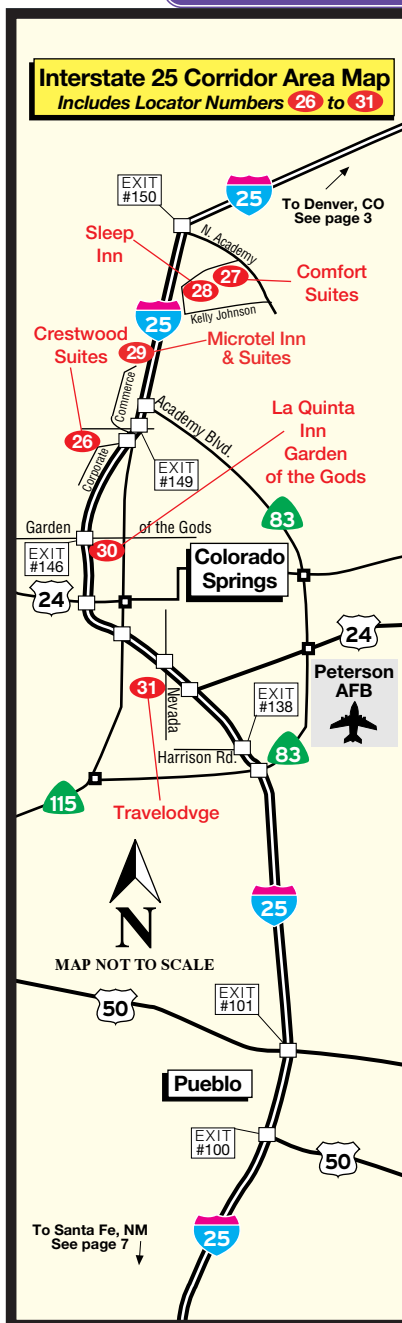 Interstate 25 Corridor Area Map
Includes Locator Numbers 26 to 31
EXIT
#150
25
To Denver, CO
See page 3
N. Academy
Sleep
Inn
27
28
Comfort
Suites
Kelly Johnson
25
Crestwood
Suites
29
Microtel Inn
& Suites
Commerce
Academy Blvd.
La Quinta
Inn
Garden
of the Gods
26
Corporate
EXIT
#149
83
Garden of the Gods
EXIT
#146
30
Colorado
Springs
24
24
Peterson
AFB
31
Nevada
EXIT
#138
Harrison Rd.
83
115
Travelodvge
N
MAP NOT TO SCALE
25
50
EXIT
#101
Pueblo
EXIT
#100
50
To Santa Fe, NM
See page 7
25